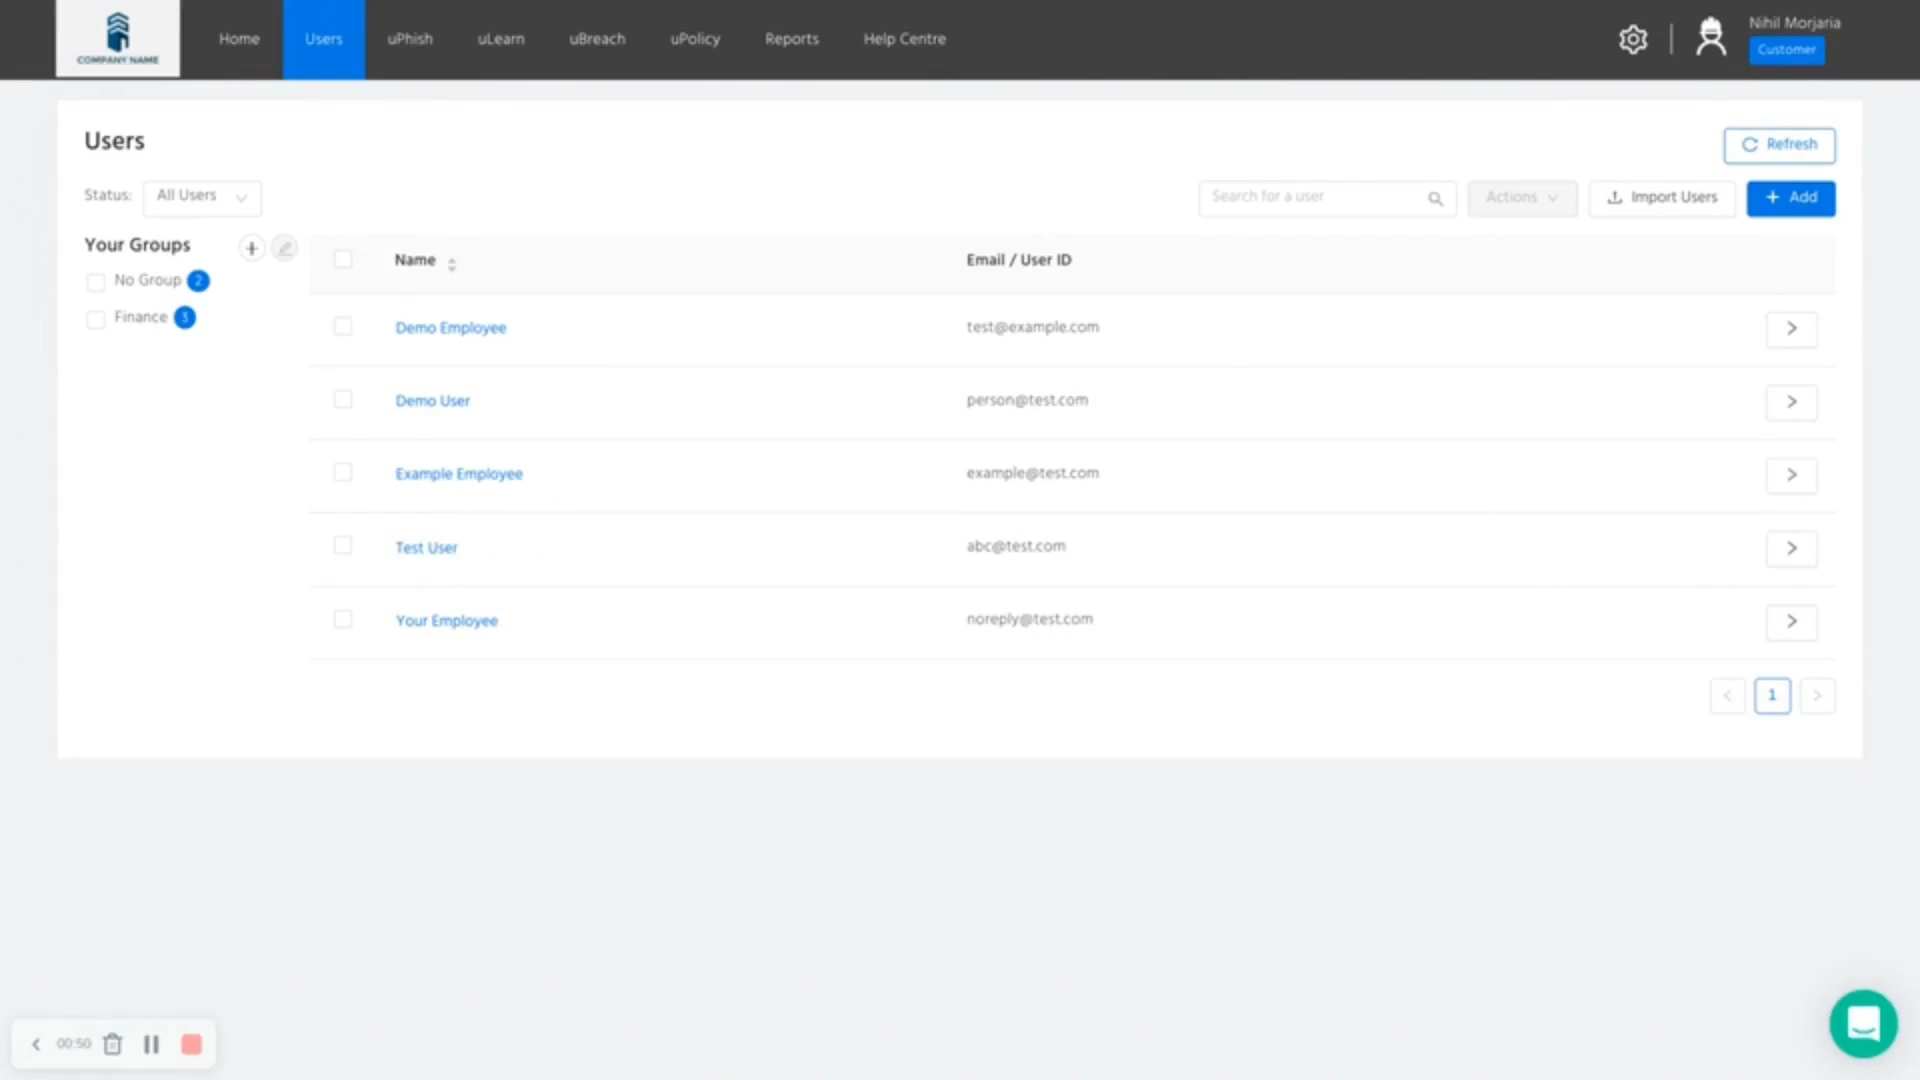 COMPANY NAME
Home
Users
uPhish
uLearn
uBreach
uPolicy
Reports
Help Centre
Nihil Morjaria
Customer
Users
Refresh
Status:
All Users
Search for a user
Actions
Import Users
+ Add
Your Groups
No Group 2
Finance 3
Name
Email / User ID
Demo Employee
test@example.com
Demo User
person@test.com
Example Employee
example@test.com
Test User
abc@test.com
Your Employee
noreply@test.com
< 1 >
00:50